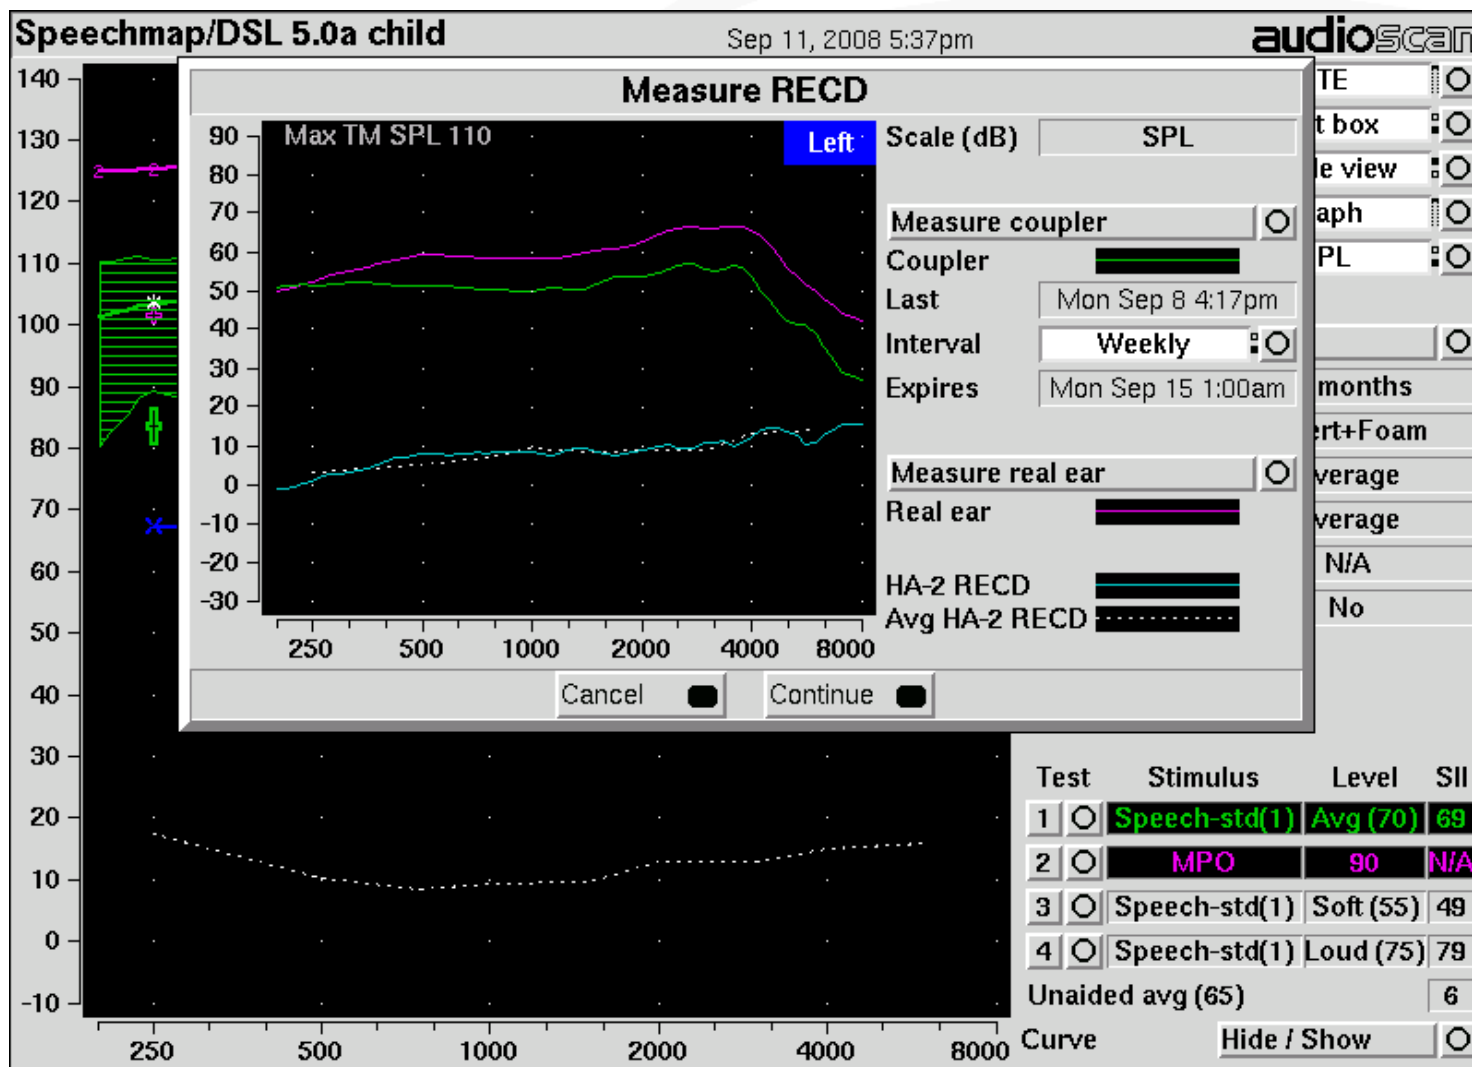 Speechmap/DSL 5.0a child
Sep 11, 2008 5:37pm
audioscan
Measure RECD
140
130
120
110
100
90
80
70
60
50
40
30
20
10
0
-10
250 500 1000 2000 4000 8000
90
80
70
60
50
40
30
20
10
0
-10
-20
-30
250 500 1000 2000 4000 8000
Max TM SPL 110
Left
Scale (dB) SPL
Measure coupler
Coupler
Last Mon Sep 8 4:17pm
Interval Weekly
Expires Mon Sep 15 1:00am
Measure real ear
Real ear
HA-2 RECD
Avg HA-2 RECD
Cancel Continue
TE
t box
le view
aph
PL
months
ert+Foam
verage
verage
N/A
No
Test Stimulus Level SII
1 Speech-std(1) Avg (70) 69
2 MPO 90 N/A
3 Speech-std(1) Soft (55) 49
4 Speech-std(1) Loud (75) 79
Unaided avg (65) 6
Curve Hide / Show